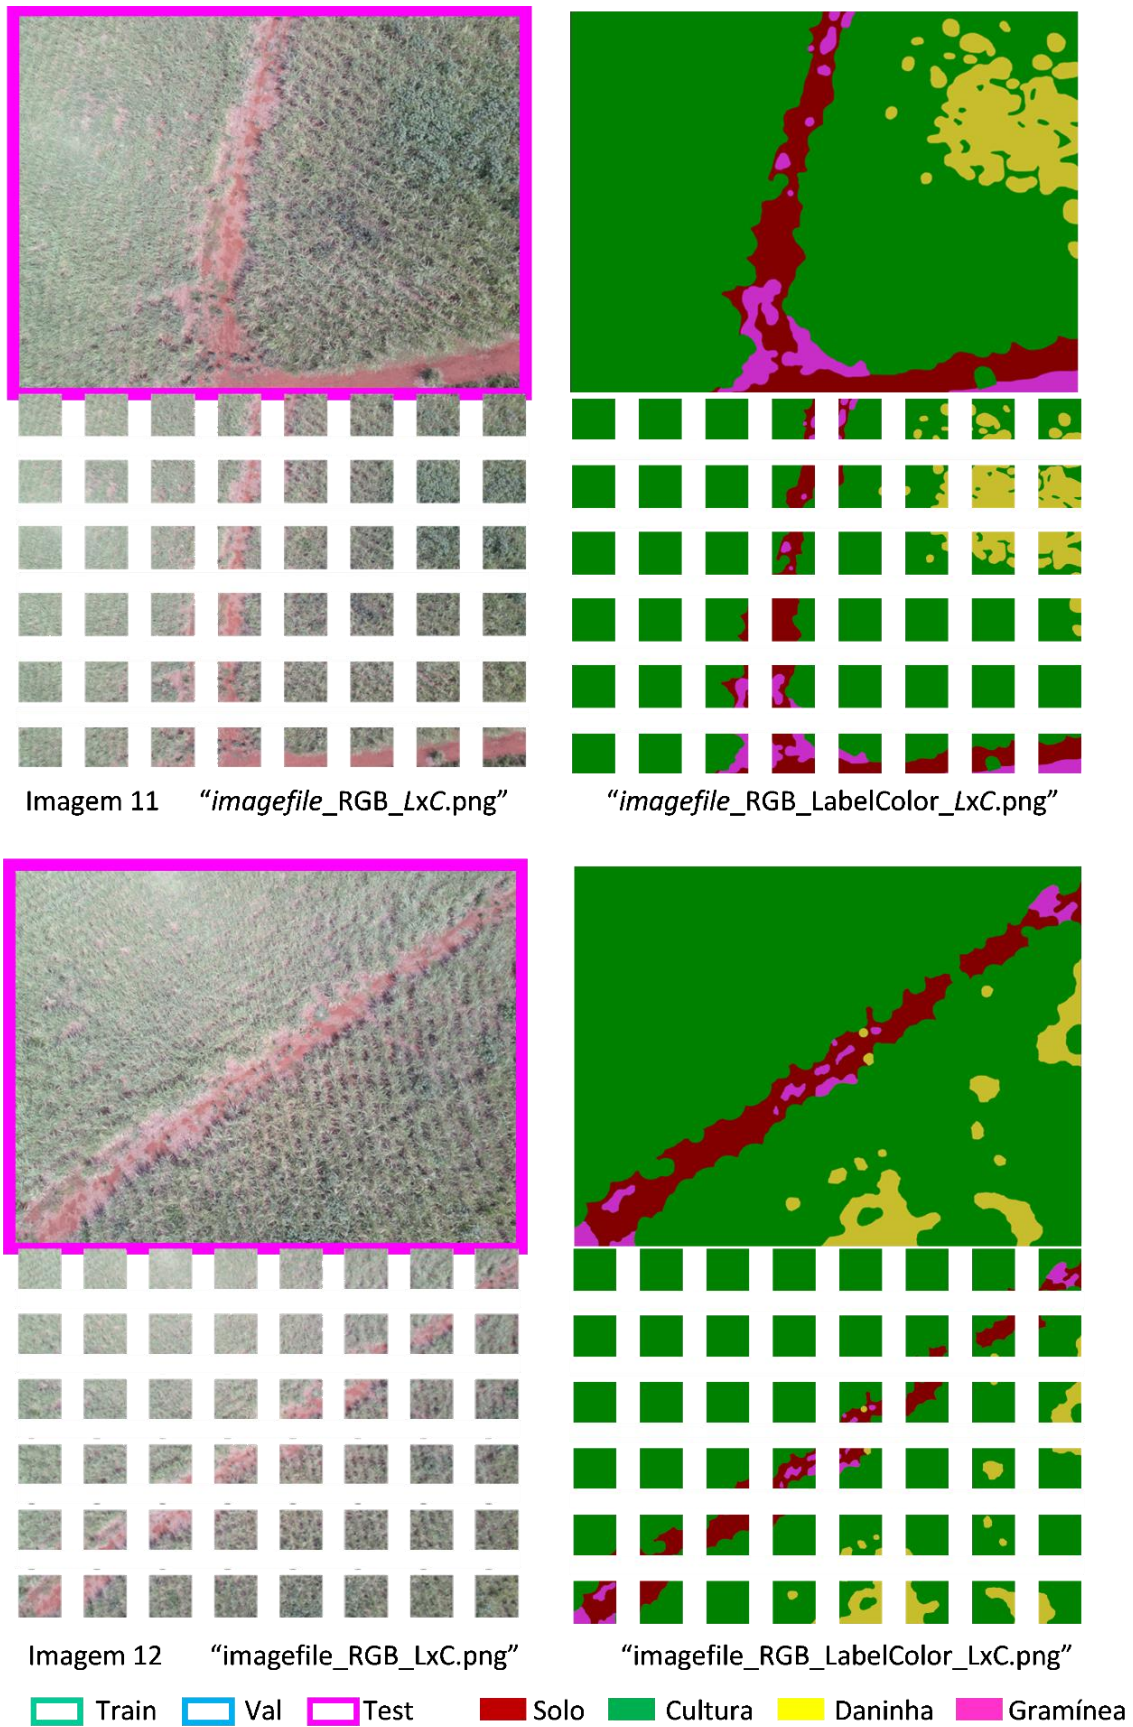 Imagem 11 “imagefile_RGB_LxC.png” “imagefile_RGB_LabelColor_LxC.png”
Imagem 12 “imagefile_RGB_LxC.png” “imagefile_RGB_LabelColor_LxC.png”
Train Val Test Solo Cultura Daninha Gramínea